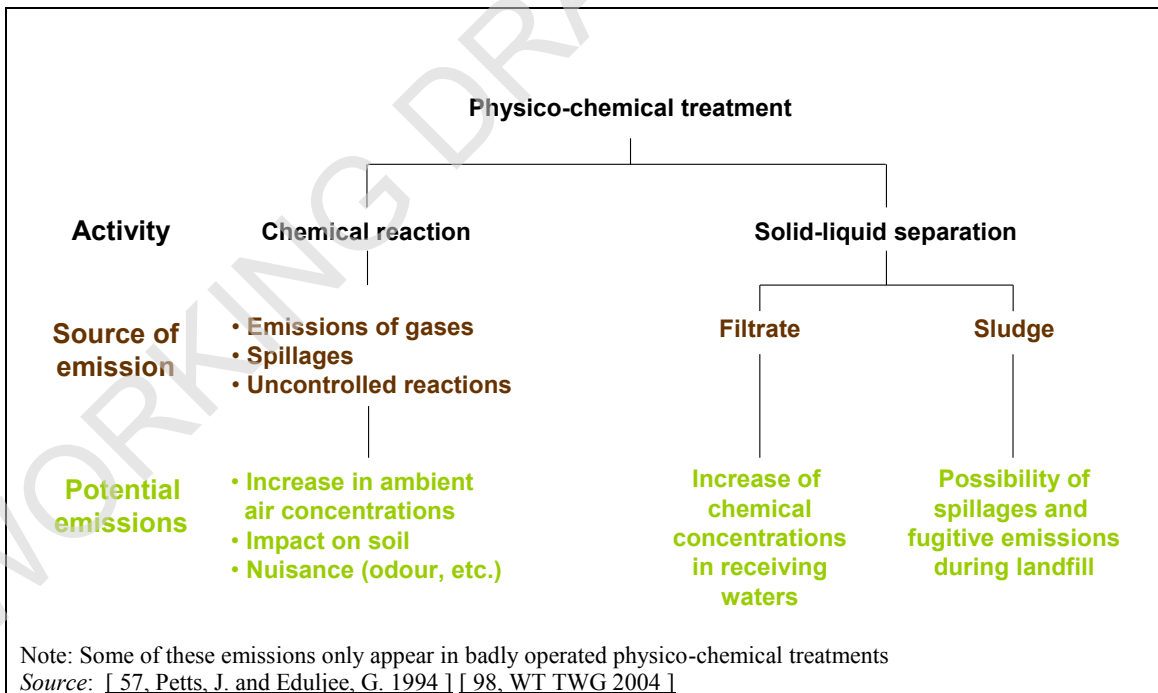 Physico-chemical treatment
Activity
Chemical reaction
Solid-liquid separation
Source of
emission
• Emissions of gases
• Spillages
• Uncontrolled reactions
Filtrate
Sludge
Potential
emissions
• Increase in ambient
air concentrations
• Impact on soil
• Nuisance (odour, etc.)
Increase of
chemical
concentrations
in receiving
waters
Possibility of
spillages and
fugitive emissions
during landfill
Note: Some of these emissions only appear in badly operated physico-chemical treatments
Source: [ 57, Petts, J. and Eduljee, G. 1994 ] [ 98, WT TWG 2004 ]
WORKING DRA